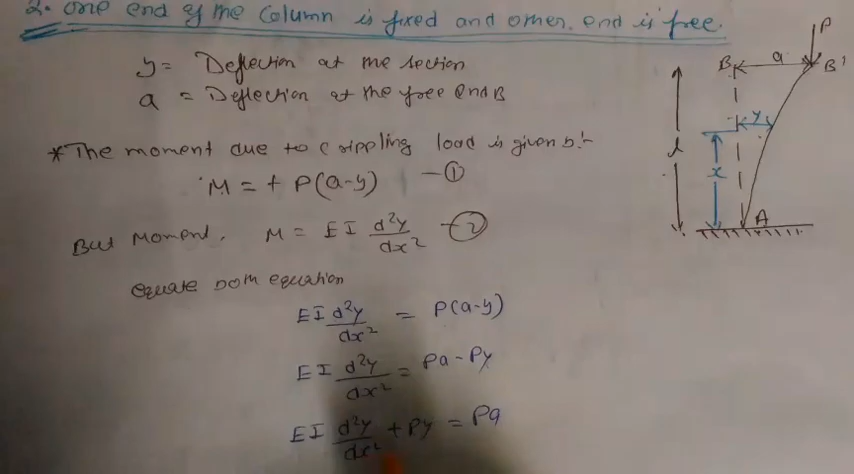 2. One end of the column is fixed and other end is free.
y = Deflection at the section
a = Deflection at the free end B
* The moment due to crippling load is given by:-
M = + P(a-y) — ①
But Moment, M = EI d²y/dx² — ②
equate both equation
EI d²y/dx² = P(a-y)
EI d²y/dx² = Pa - Py
EI d²y/dx² + Py = Pa
P
B a B'
y
l x
A